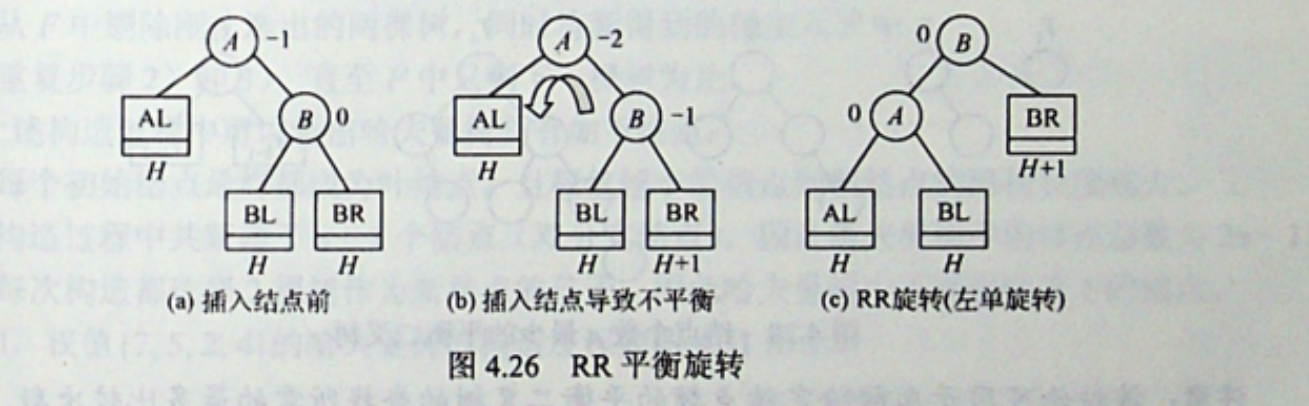 A -1
AL
H
B 0
BL
H
BR
H
(a) 插入结点前
A -2
AL
H
B -1
BL
H
BR
H+1
(b) 插入结点导致不平衡
0 B
0 A
BR
H+1
AL
H
BL
H
(c) RR旋转(左单旋转)
图 4.26 RR 平衡旋转